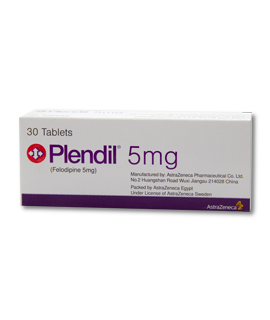 30 Tablets
Plendil® 5mg
(Felodipine 5mg)
Manufactured by: AstraZeneca Pharmaceutical Co. Ltd.
No.2 Huangshan Road Wuxi Jiangsu 214028 China
Packed by AstraZeneca Egypt
Under License of AstraZeneca Sweden
AstraZeneca